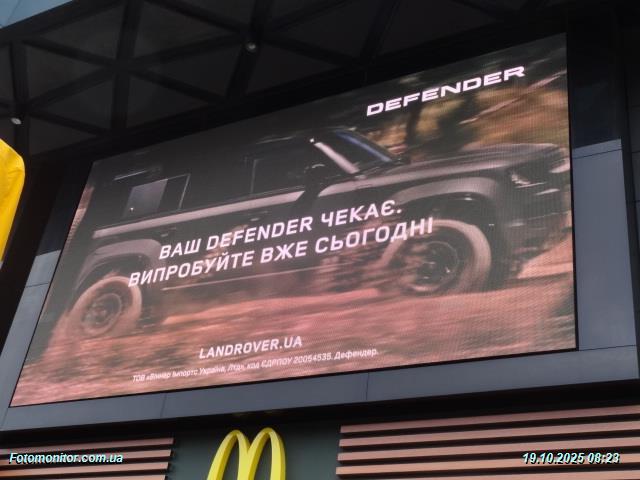 DEFENDER
ВАШ DEFENDER ЧЕКАЄ.
ВИПРОБУЙТЕ ВЖЕ СЬОГОДНІ
LANDROVER.UA
ТОВ «Віннер Імпортс Україна, Лтд», код ЄДРПОУ 20054535. Дефендер.
Fotomonitor.com.ua
19.10.2025 08:23